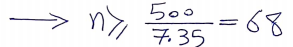 ⟶ n ⩾ 500/7.35 = 68